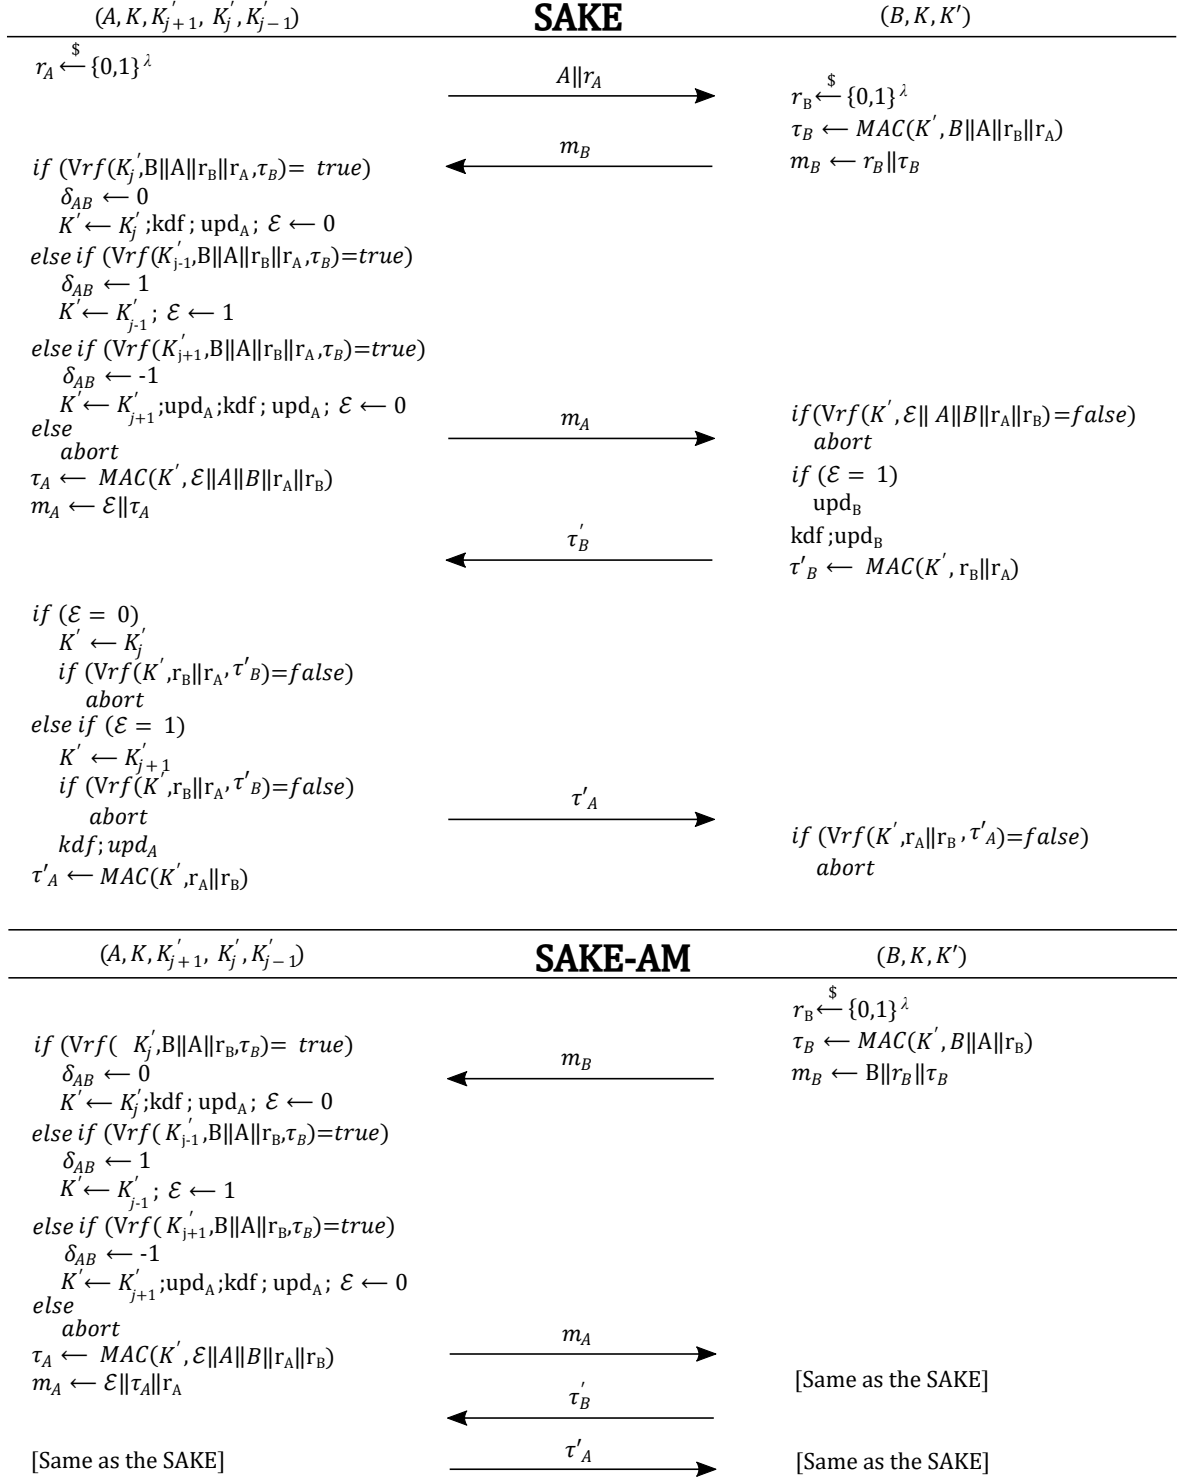 (A, K, K'_{j+1}, K'_j, K'_{j−1}) SAKE (B, K, K')
r_A ←$ {0,1}^λ
A||r_A
r_B ←$ {0,1}^λ
τ_B ← MAC(K', B||A||r_B||r_A)
m_B
m_B ← r_B||τ_B
if (Vrf(K'_j,B||A||r_B||r_A,τ_B)= true)
δ_AB ← 0
K' ← K'_j ;kdf; upd_A; ℰ ← 0
else if (Vrf(K'_{j-1},B||A||r_B||r_A,τ_B)=true)
δ_AB ← 1
K' ← K'_{j-1}; ℰ ← 1
else if (Vrf(K'_{j+1},B||A||r_B||r_A,τ_B)=true)
δ_AB ← -1
K' ← K'_{j+1};upd_A;kdf; upd_A; ℰ ← 0
else
abort
τ_A ← MAC(K', ℰ||A||B||r_A||r_B)
m_A ← ℰ||τ_A
m_A
if(Vrf(K', ℰ|| A||B||r_A||r_B)=false)
abort
if (ℰ = 1)
upd_B
kdf;upd_B
τ'_B ← MAC(K', r_B||r_A)
τ'_B
if (ℰ = 0)
K' ← K'_j
if (Vrf(K',r_B||r_A, τ'_B)=false)
abort
else if (ℰ = 1)
K' ← K'_{j+1}
if (Vrf(K',r_B||r_A, τ'_B)=false)
abort
kdf; upd_A
τ'_A ← MAC(K',r_A||r_B)
τ'_A
if (Vrf(K',r_A||r_B, τ'_A)=false)
abort
(A, K, K'_{j+1}, K'_j, K'_{j−1}) SAKE-AM (B, K, K')
r_B ←$ {0,1}^λ
τ_B ← MAC(K', B||A||r_B)
m_B ← B||r_B||τ_B
m_B
if (Vrf( K'_j,B||A||r_B,τ_B)= true)
δ_AB ← 0
K' ← K'_j;kdf; upd_A; ℰ ← 0
else if (Vrf( K'_{j-1},B||A||r_B,τ_B)=true)
δ_AB ← 1
K' ← K'_{j-1}; ℰ ← 1
else if (Vrf( K'_{j+1},B||A||r_B,τ_B)=true)
δ_AB ← -1
K' ← K'_{j+1};upd_A;kdf; upd_A; ℰ ← 0
else
abort
τ_A ← MAC(K', ℰ||A||B||r_A||r_B)
m_A ← ℰ||τ_A||r_A
m_A
[Same as the SAKE]
τ'_B
[Same as the SAKE]
τ'_A
[Same as the SAKE]